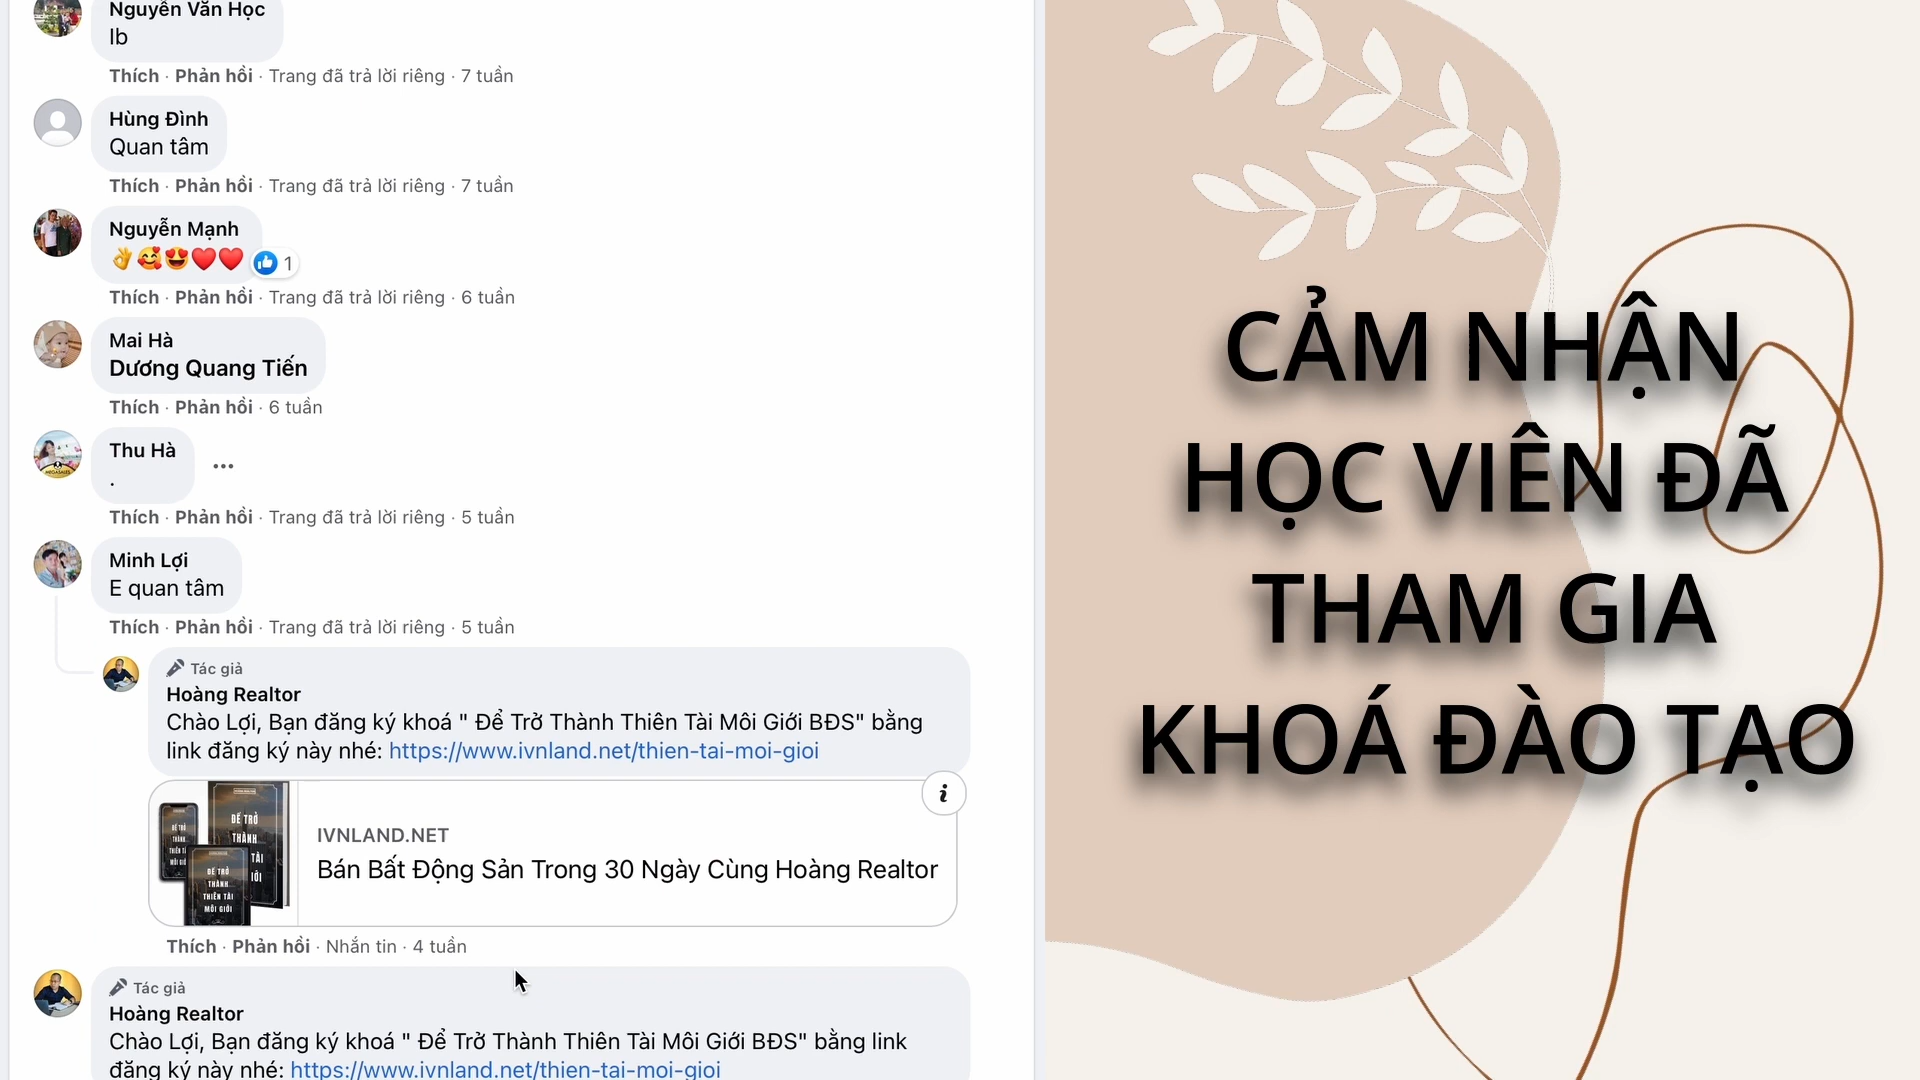 Nguyễn Văn Học
Ib
Thích · Phản hồi · Trang đã trả lời riêng · 7 tuần
Hùng Đình
Quan tâm
Thích · Phản hồi · Trang đã trả lời riêng · 7 tuần
Nguyễn Mạnh
👌🥰😍❤️❤️ 1
Thích · Phản hồi · Trang đã trả lời riêng · 6 tuần
Mai Hà
Dương Quang Tiến
Thích · Phản hồi · 6 tuần
Thu Hà
.
Thích · Phản hồi · Trang đã trả lời riêng · 5 tuần
Minh Lợi
E quan tâm
Thích · Phản hồi · Trang đã trả lời riêng · 5 tuần
Tác giả
Hoàng Realtor
Chào Lợi, Bạn đăng ký khoá " Để Trở Thành Thiên Tài Môi Giới BĐS" bằng
link đăng ký này nhé: https://www.ivnland.net/thien-tai-moi-gioi
ĐỂ TRỞ
THÀNH
THIÊN TÀI
MÔI GIỚI
IVNLAND.NET
Bán Bất Động Sản Trong 30 Ngày Cùng Hoàng Realtor
Thích · Phản hồi · Nhắn tin · 4 tuần
Tác giả
Hoàng Realtor
Chào Lợi, Bạn đăng ký khoá " Để Trở Thành Thiên Tài Môi Giới BĐS" bằng link
đăng ký này nhé: https://www.ivnland.net/thien-tai-moi-gioi
CẢM NHẬN
HỌC VIÊN ĐÃ
THAM GIA
KHOÁ ĐÀO TẠO